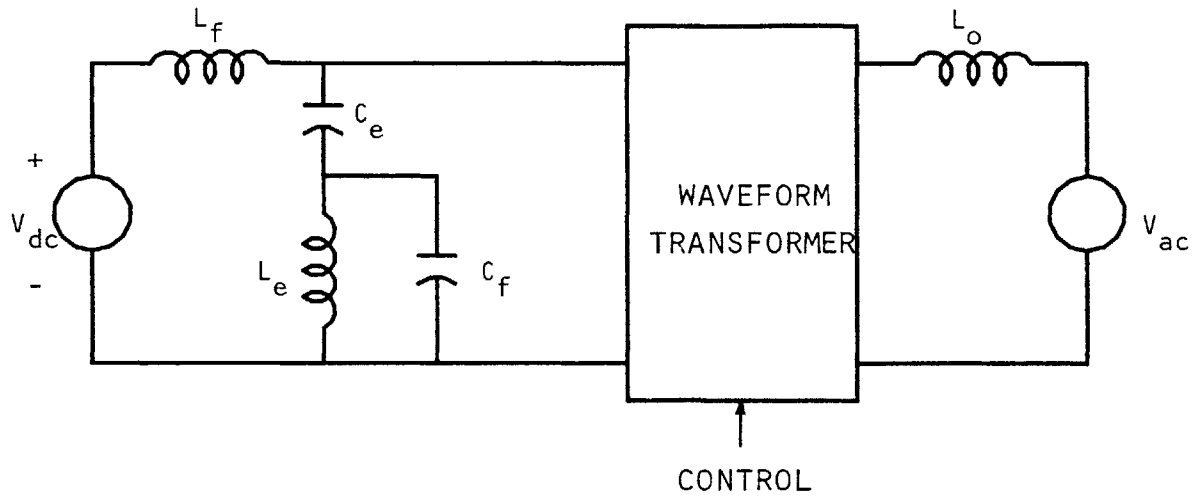 L_f
L_o
C_e
+
V_dc
-
L_e
C_f
WAVEFORM
TRANSFORMER
V_ac
CONTROL